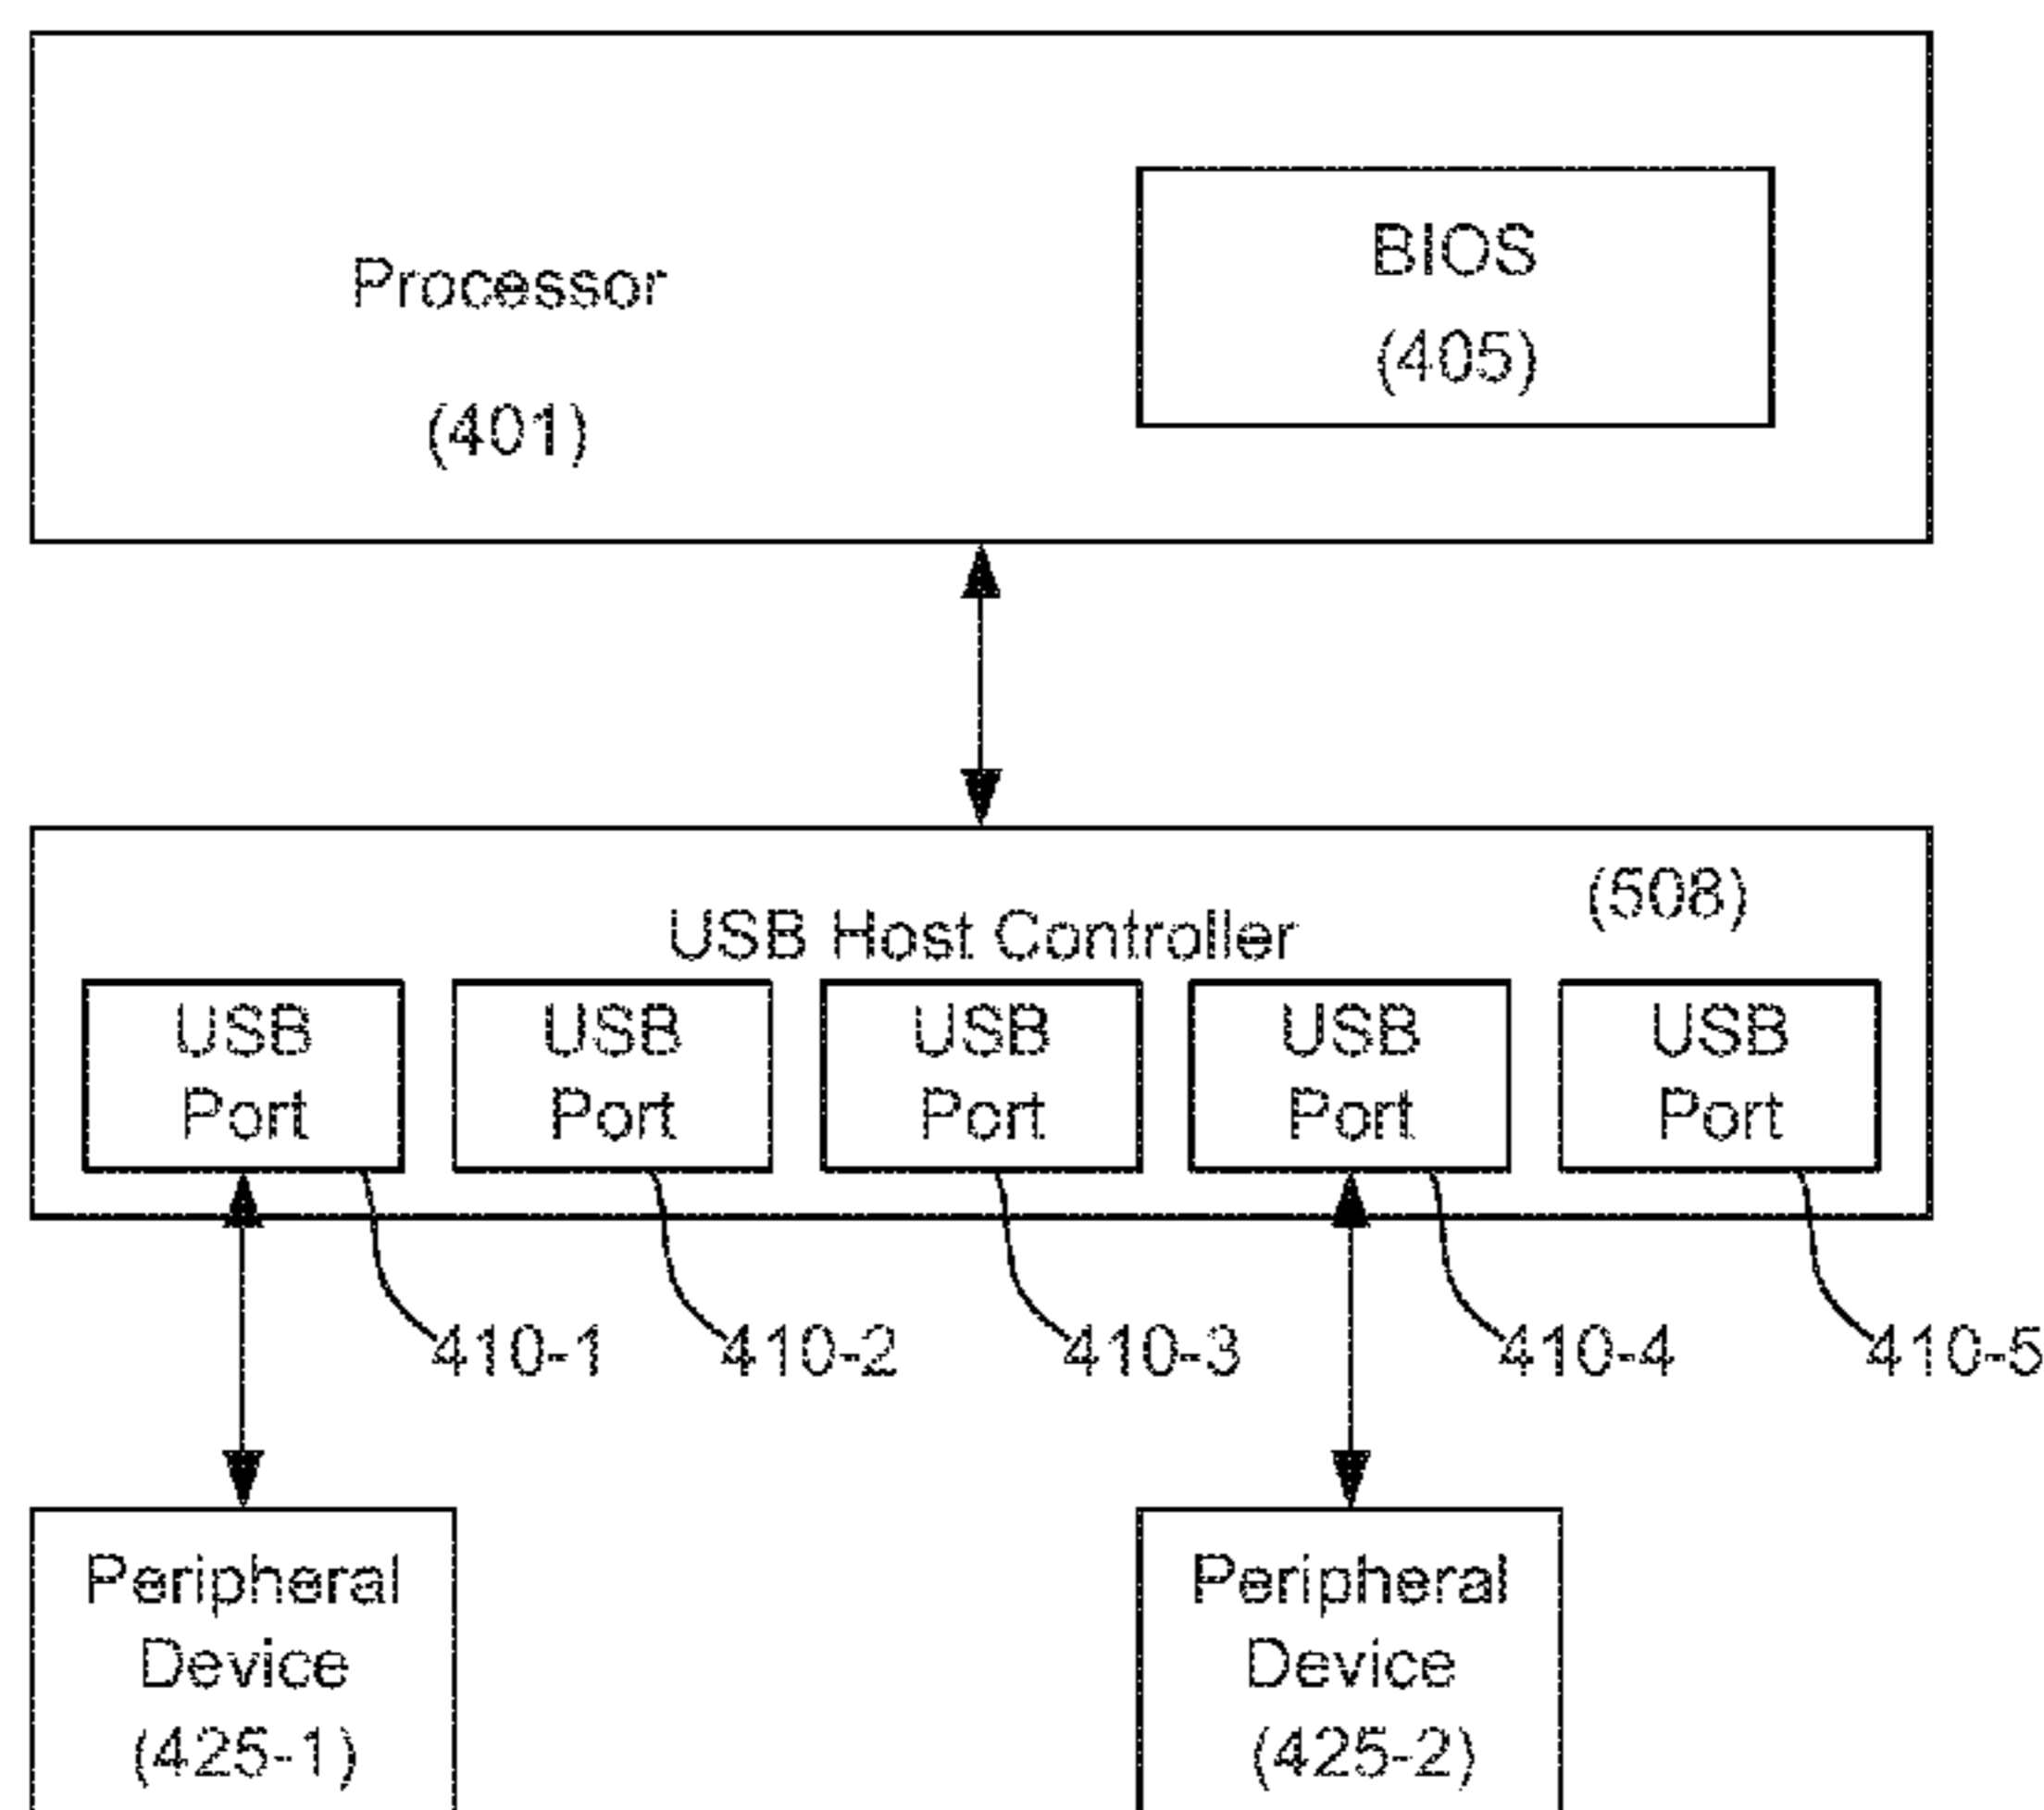 Processor
(401)
BIOS
(405)
(508)
USB Host Controller
USB
Port
USB
Port
USB
Port
USB
Port
USB
Port
410-1
410-2
410-3
410-4
410-5
Peripheral
Device
(425-1)
Peripheral
Device
(425-2)